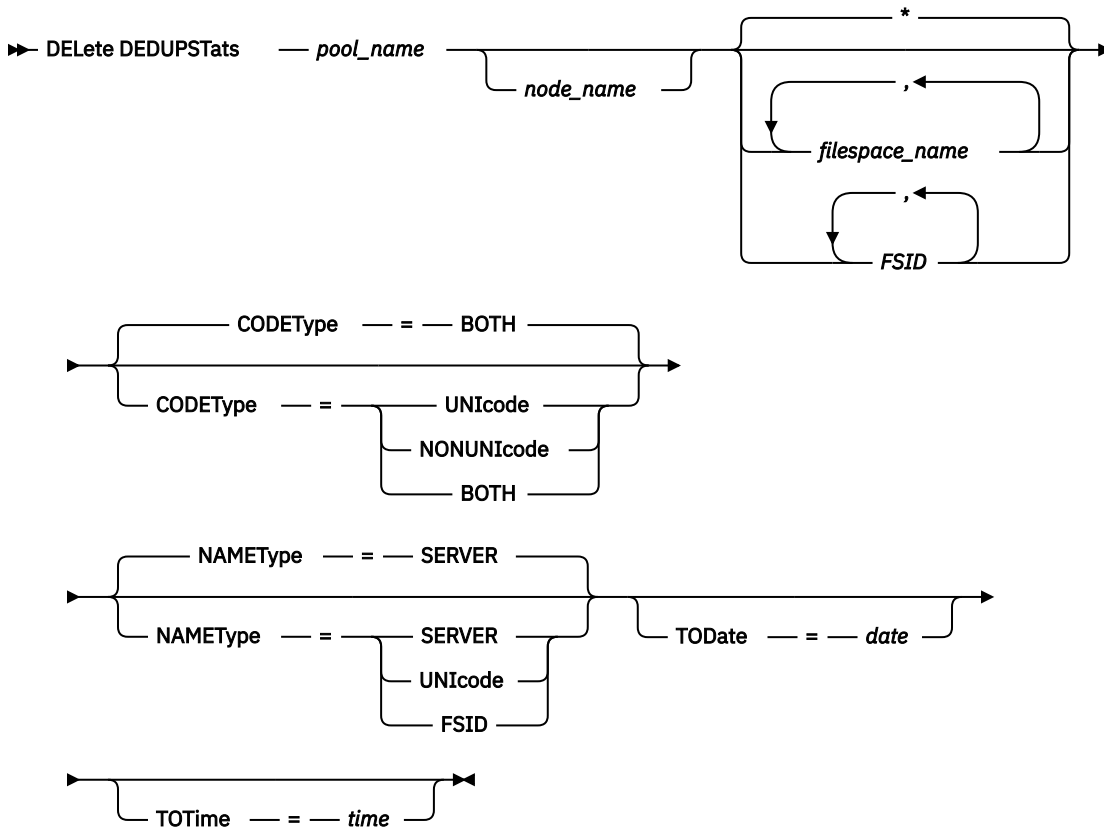 *
DELete DEDUPSTats pool_name
node_name
,
filespace_name
,
FSID
CODEType = BOTH
CODEType = UNIcode
NONUNIcode
BOTH
NAMEType = SERVER
NAMEType = SERVER
UNIcode
FSID
TODate = date
TOTime = time